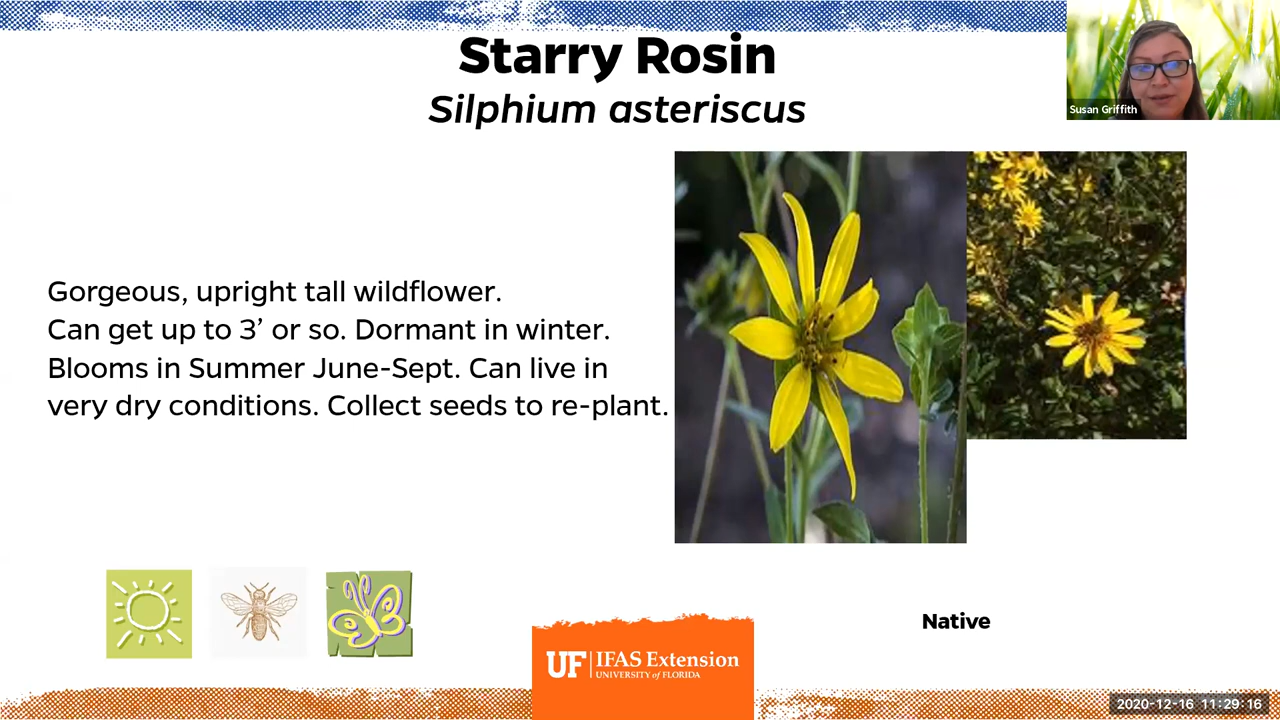 Starry Rosin
Silphium asteriscus
Susan Griffith
Gorgeous, upright tall wildflower.
Can get up to 3’ or so. Dormant in winter.
Blooms in Summer June-Sept. Can live in
very dry conditions. Collect seeds to re-plant.
Native
UF IFAS Extension
UNIVERSITY of FLORIDA
2020-12-16 11:29:16